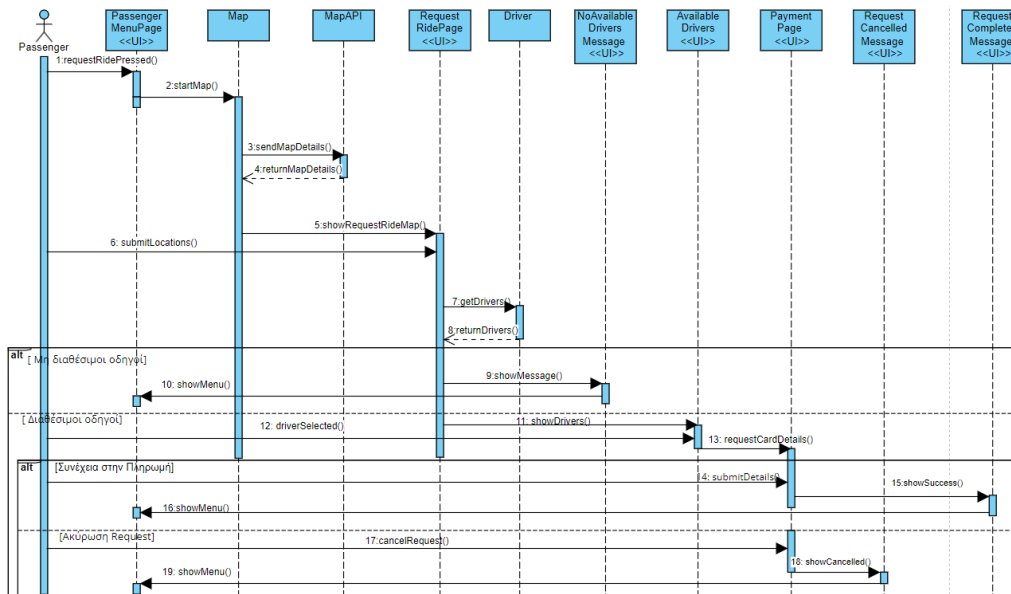 Passenger
Passenger
MenuPage
<<UI>>
Map
MapAPI
Request
RidePage
<<UI>>
Driver
NoAvailable
Drivers
Message
<<UI>>
Available
Drivers
<<UI>>
Payment
Page
<<UI>>
Request
Cancelled
Message
<<UI>>
Request
Complete
Message
<<UI>>
1:requestRidePressed()
2:startMap()
3:sendMapDetails()
4:returnMapDetails()
5:showRequestRideMap()
6: submitLocations()
7:getDrivers()
8:returnDrivers()
alt
[ Μη διαθέσιμοι οδηγοί]
9:showMessage()
10: showMenu()
[ Διαθέσιμοι οδηγοί]
11: showDrivers()
12: driverSelected()
13: requestCardDetails()
alt
[Συνέχεια στην Πληρωμή]
14: submitDetails()
15:showSuccess()
16:showMenu()
[Ακύρωση Request]
17:cancelRequest()
18: showCancelled()
19: showMenu()